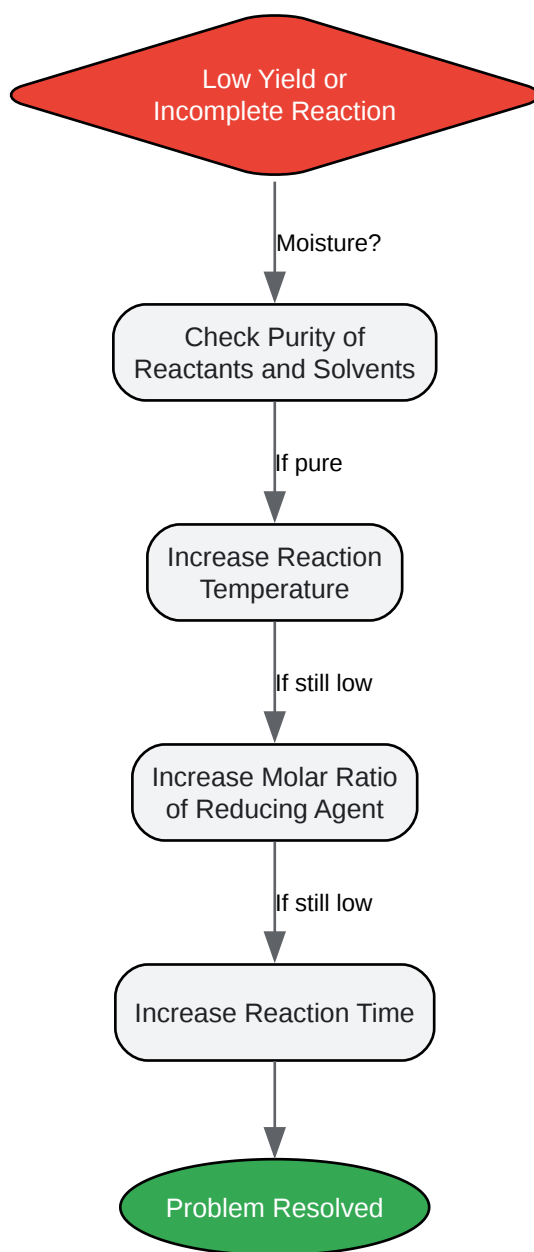 Low Yield or
Incomplete Reaction
Moisture?
Check Purity of
Reactants and Solvents
If pure
Increase Reaction
Temperature
If still low
Increase Molar Ratio
of Reducing Agent
If still low
Increase Reaction Time
Problem Resolved